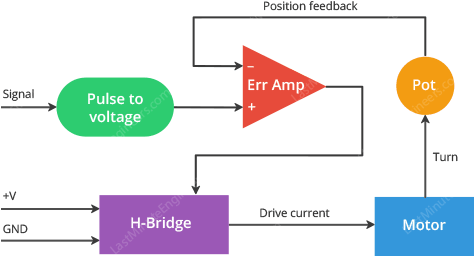 Position feedback
Signal
Pulse to
voltage
–
Err Amp
+
Pot
Turn
+V
GND
H-Bridge
Drive current
Motor